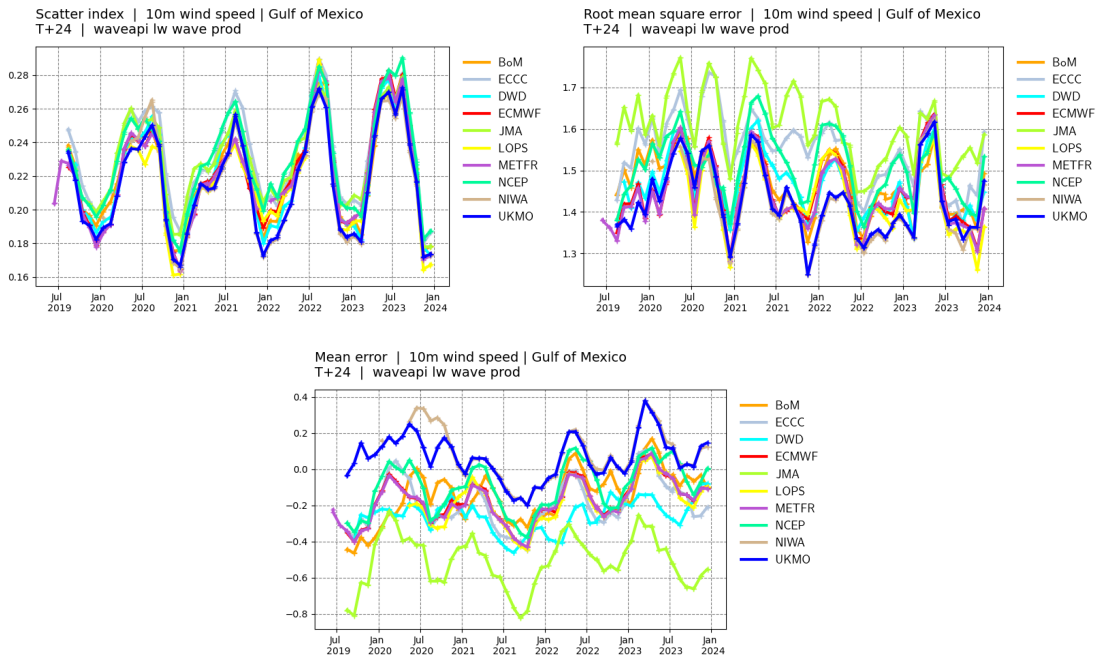 Scatter index | 10m wind speed | Gulf of Mexico
T+24 | waveapi lw wave prod
0.28
0.26
0.24
0.22
0.20
0.18
0.16
Jul 2019
Jan 2020
Jul 2020
Jan 2021
Jul 2021
Jan 2022
Jul 2022
Jan 2023
Jul 2023
Jan 2024
BoM
ECCC
DWD
ECMWF
JMA
LOPS
METFR
NCEP
NIWA
UKMO
Root mean square error | 10m wind speed | Gulf of Mexico
T+24 | waveapi lw wave prod
1.7
1.6
1.5
1.4
1.3
Jul 2019
Jan 2020
Jul 2020
Jan 2021
Jul 2021
Jan 2022
Jul 2022
Jan 2023
Jul 2023
Jan 2024
BoM
ECCC
DWD
ECMWF
JMA
LOPS
METFR
NCEP
NIWA
UKMO
Mean error | 10m wind speed | Gulf of Mexico
T+24 | waveapi lw wave prod
0.4
0.2
0.0
−0.2
−0.4
−0.6
−0.8
Jul 2019
Jan 2020
Jul 2020
Jan 2021
Jul 2021
Jan 2022
Jul 2022
Jan 2023
Jul 2023
Jan 2024
BoM
ECCC
DWD
ECMWF
JMA
LOPS
METFR
NCEP
NIWA
UKMO